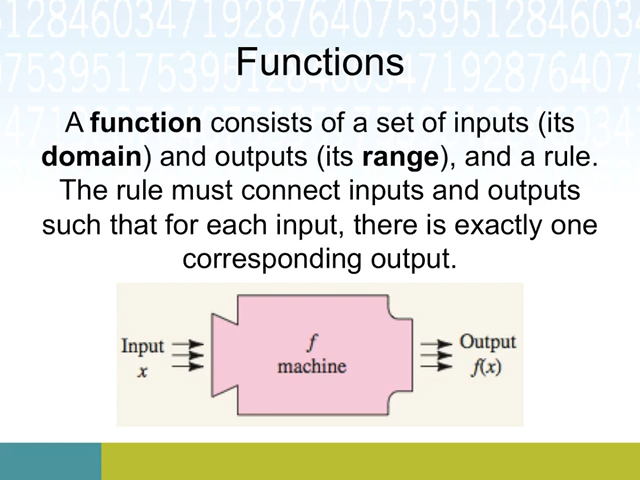 Functions
A function consists of a set of inputs (its
domain) and outputs (its range), and a rule.
The rule must connect inputs and outputs
such that for each input, there is exactly one
corresponding output.
Input
x
f
machine
Output
f(x)